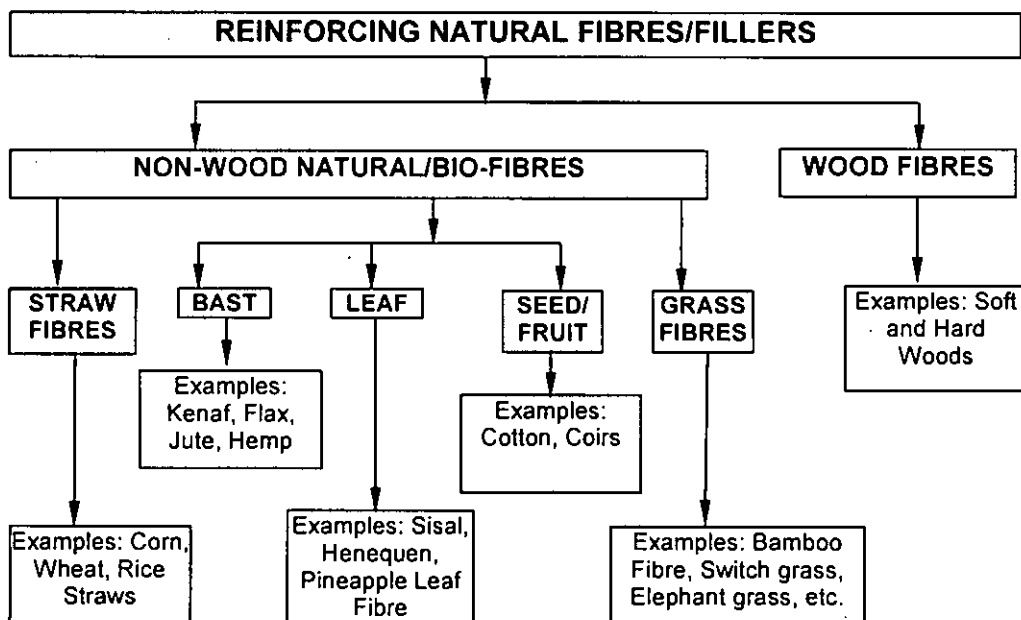 REINFORCING NATURAL FIBRES/FILLERS
NON-WOOD NATURAL/BIO-FIBRES
WOOD FIBRES
STRAW
FIBRES
BAST
LEAF
SEED/
FRUIT
GRASS
FIBRES
Examples: Soft
and Hard
Woods
Examples:
Kenaf, Flax,
Jute, Hemp
Examples:
Cotton, Coirs
Examples: Corn,
Wheat, Rice
Straws
Examples: Sisal,
Henequen,
Pineapple Leaf
Fibre
Examples: Bamboo
Fibre, Switch grass,
Elephant grass, etc.